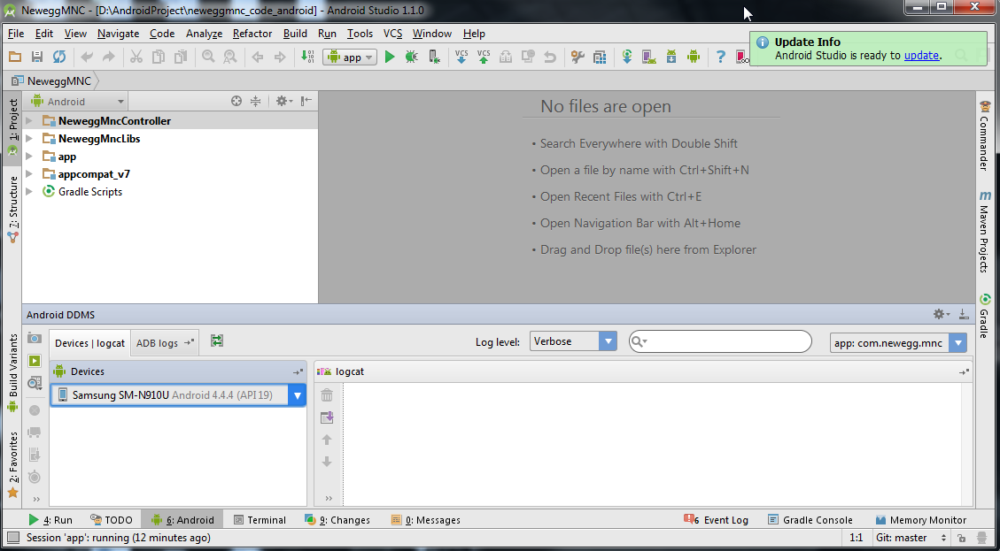 NeweggMNC - [D:\AndroidProject\neweggmnc_code_android] - Android Studio 1.1.0
File Edit View Navigate Code Analyze Refactor Build Run Tools VCS Window Help
Update Info
Android Studio is ready to update.
app
VCS VCS
NeweggMNC
Android
1: Project
7: Structure
Build Variants
2: Favorites
NeweggMncController
NeweggMncLibs
app
appcompat_v7
Gradle Scripts
No files are open
• Search Everywhere with Double Shift
• Open a file by name with Ctrl+Shift+N
• Open Recent Files with Ctrl+E
• Open Navigation Bar with Alt+Home
• Drag and Drop file(s) here from Explorer
Commander
Maven Projects
Gradle
Android DDMS
Devices | logcat ADB logs Log level: Verbose app: com.newegg.mnc
Devices
logcat
Samsung SM-N910U Android 4.4.4 (API 19)
4: Run TODO 6: Android Terminal 9: Changes 0: Messages 6 Event Log Gradle Console Memory Monitor
Session 'app': running (12 minutes ago) 1:1 Git: master